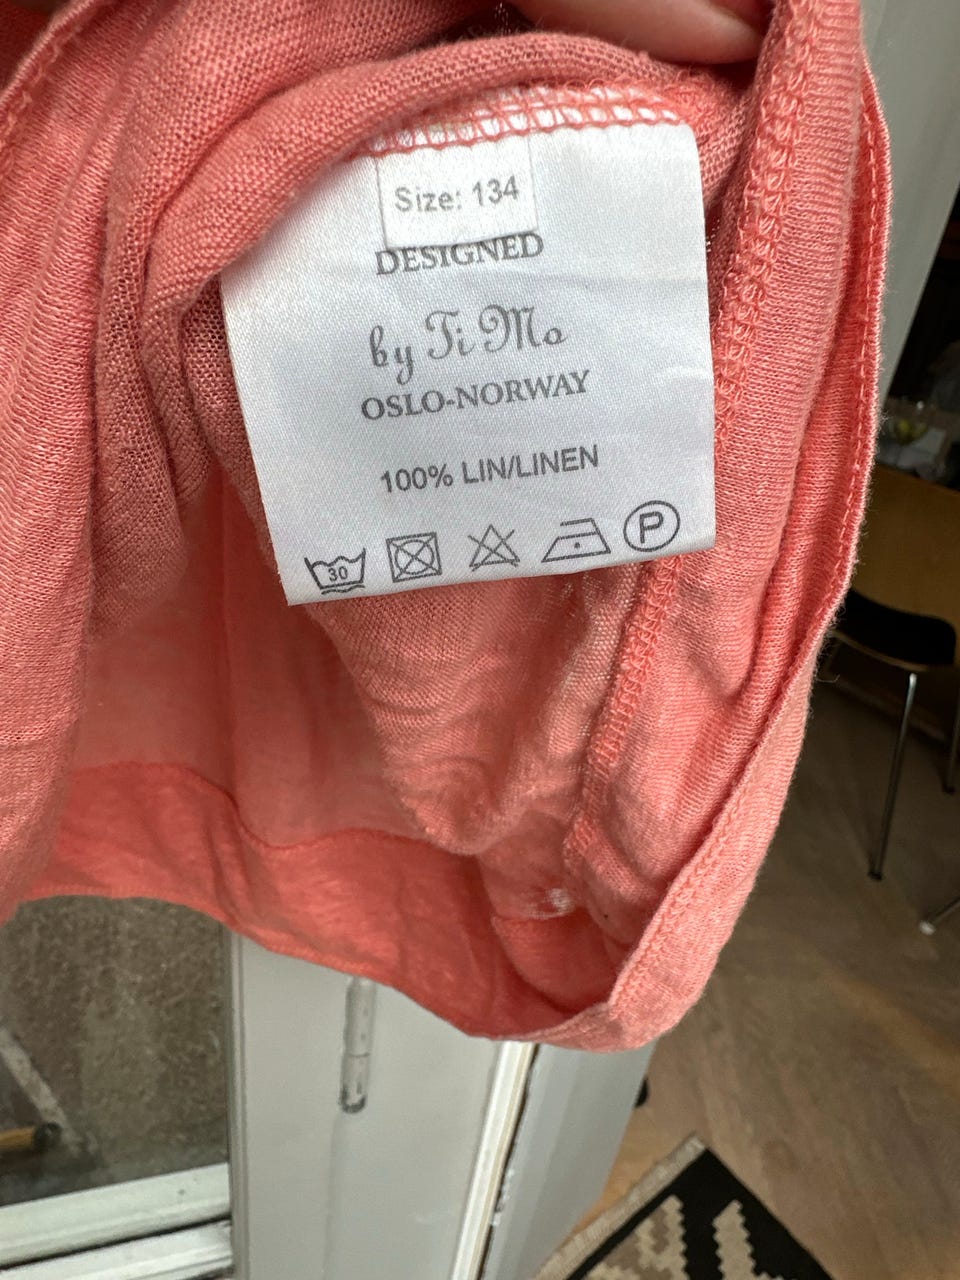 Size: 134
DESIGNED
by Ti Mo
OSLO-NORWAY
100% LIN/LINEN
30
P